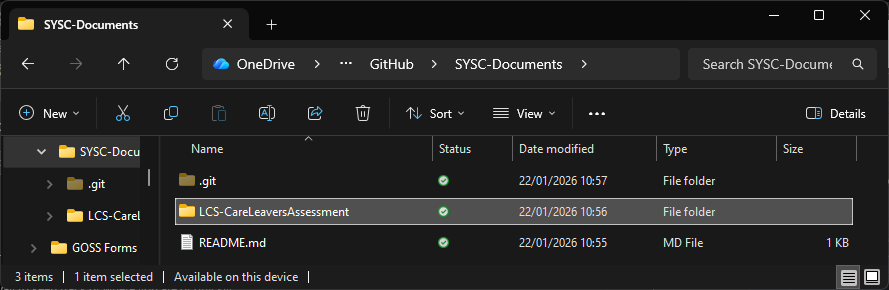 SYSC-Documents
OneDrive > ··· GitHub > SYSC-Documents >
Search SYSC-Docume
New
Sort
View
···
Details
SYSC-Docu
.git
LCS-CareL
GOSS Forms
Name Status Date modified Type Size
.git 22/01/2026 10:57 File folder
LCS-CareLeaversAssessment 22/01/2026 10:56 File folder
README.md 22/01/2026 10:55 MD File 1 KB
3 items | 1 item selected | Available on this device |